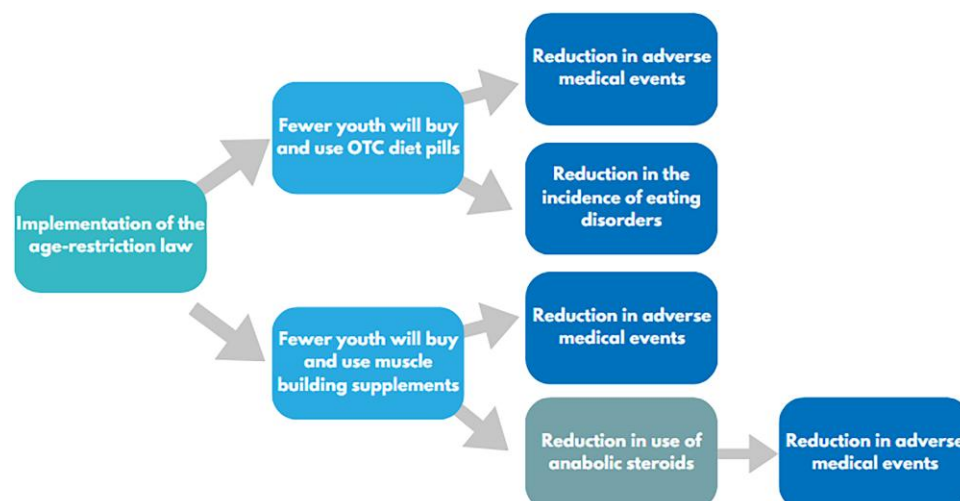 Reduction in adverse
medical events
Fewer youth will buy
and use OTC diet pills
Reduction in the
incidence of eating
disorders
Implementation of the
age-restriction law
Reduction in adverse
medical events
Fewer youth will buy
and use muscle
building supplements
Reduction in use of
anabolic steroids
Reduction in adverse
medical events